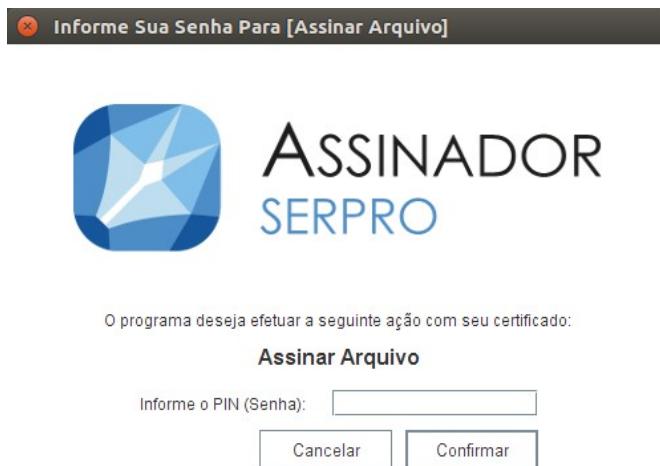 Informe Sua Senha Para [Assinar Arquivo]
ASSINADOR
SERPRO
O programa deseja efetuar a seguinte ação com seu certificado:
Assinar Arquivo
Informe o PIN (Senha):
Cancelar Confirmar